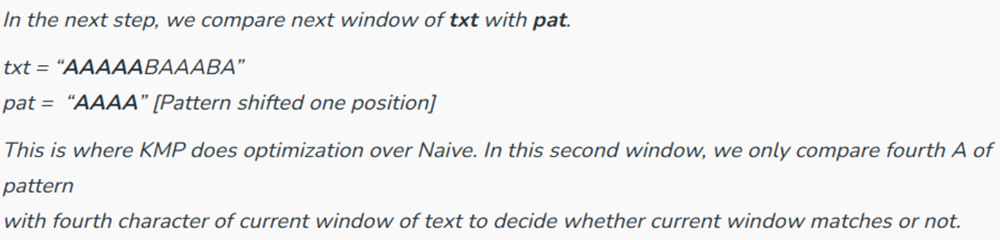 In the next step, we compare next window of txt with pat.
txt = “AAAAABAAABA”
pat =  “AAAA” [Pattern shifted one position]
This is where KMP does optimization over Naive. In this second window, we only compare fourth A of
pattern
with fourth character of current window of text to decide whether current window matches or not.